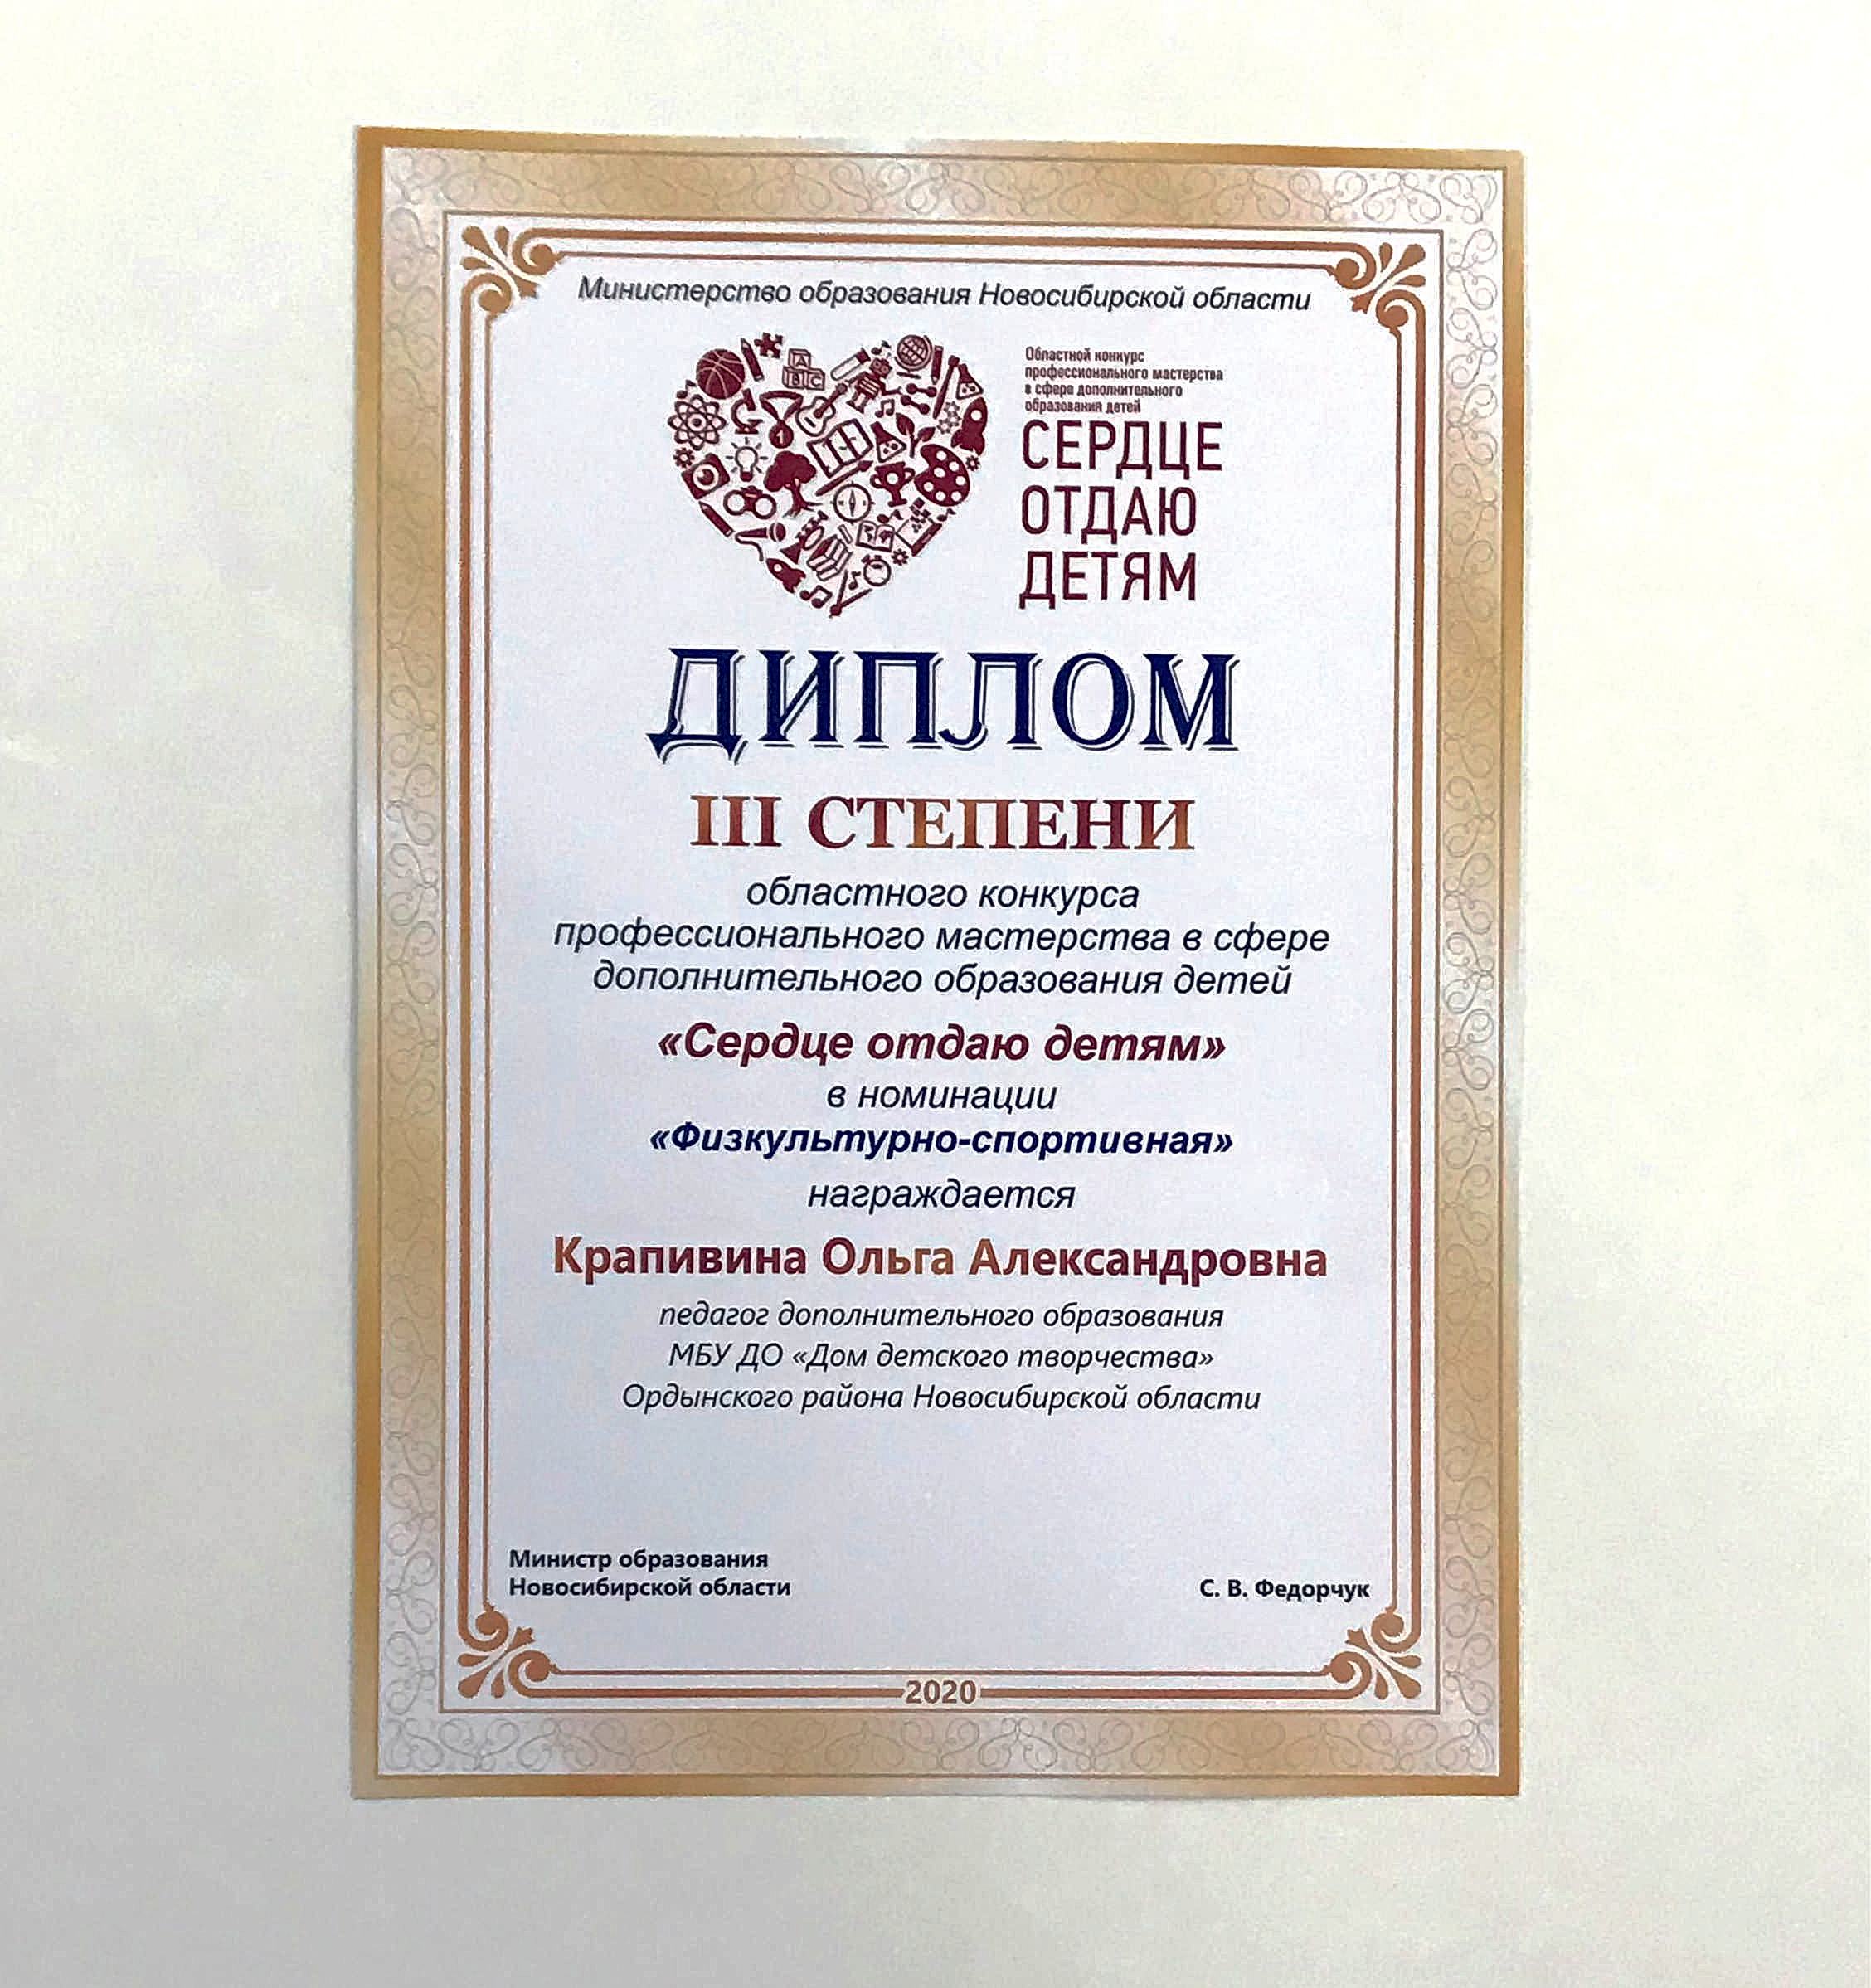 Министерство образования Новосибирской области
Областной конкурс
профессионального мастерства
в сфере дополнительного
образования детей
СЕРДЦЕ
ОТДАЮ
ДЕТЯМ
ДИПЛОМ
III СТЕПЕНИ
областного конкурса
профессионального мастерства в сфере
дополнительного образования детей
«Сердце отдаю детям»
в номинации
«Физкультурно-спортивная»
награждается
Крапивина Ольга Александровна
педагог дополнительного образования
МБУ ДО «Дом детского творчества»
Ордынского района Новосибирской области
Министр образования
Новосибирской области
С. В. Федорчук
2020